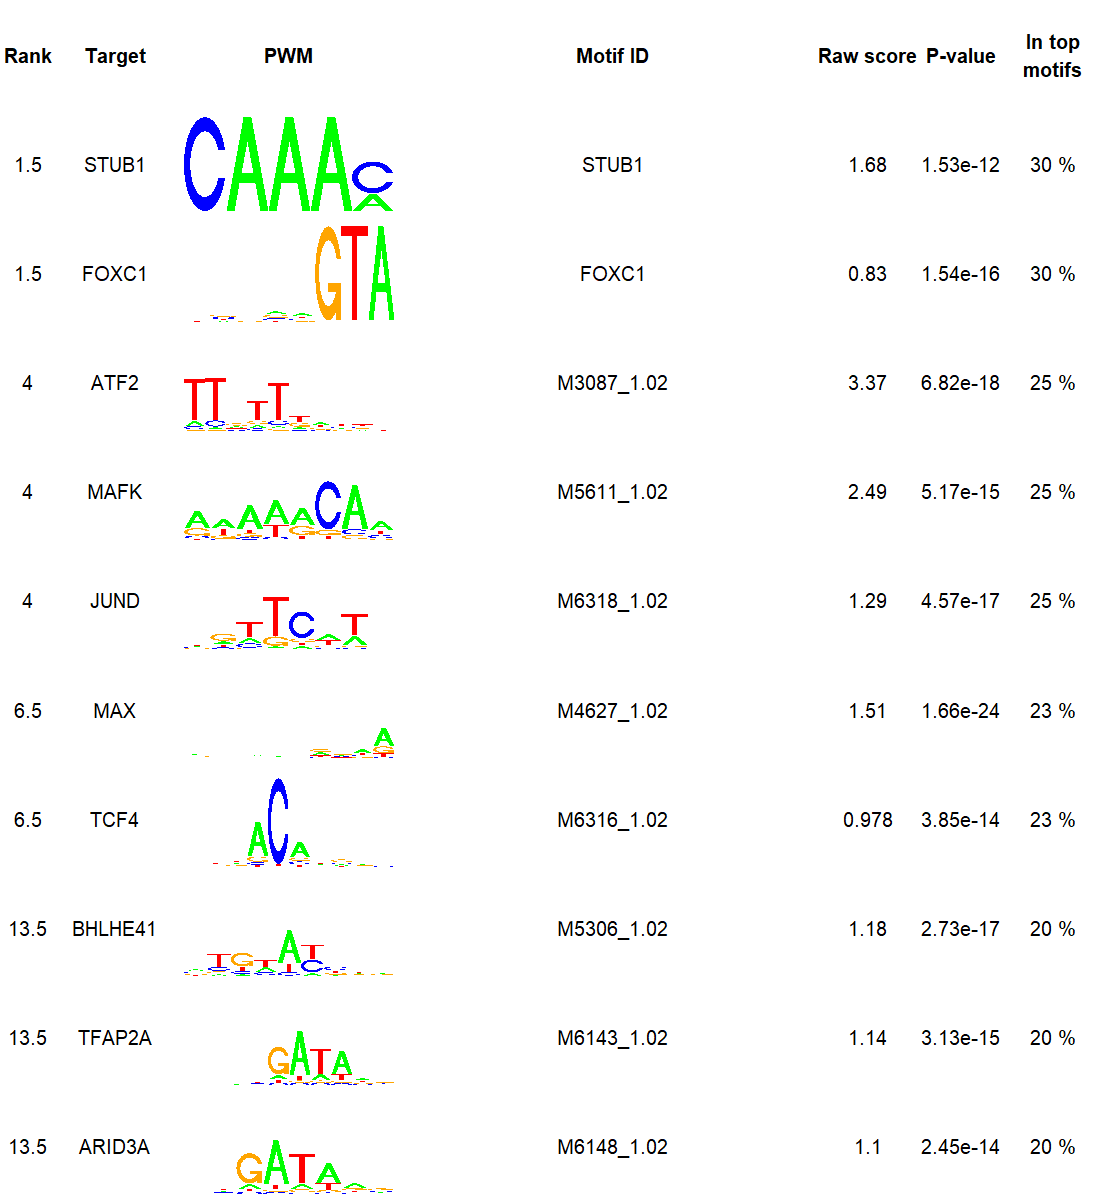 Rank Target PWM Motif ID Raw score P-value In top motifs
1.5 STUB1 CAAAC STUB1 1.68 1.53e-12 30 %
A
1.5 FOXC1 GTA FOXC1 0.83 1.54e-16 30 %
4 ATF2 TT TT M3087_1.02 3.37 6.82e-18 25 %
4 MAFK AAAAACAA M5611_1.02 2.49 5.17e-15 25 %
4 JUND GTTC T M6318_1.02 1.29 4.57e-17 25 %
6.5 MAX A M4627_1.02 1.51 1.66e-24 23 %
6.5 TCF4 ACA M6316_1.02 0.978 3.85e-14 23 %
13.5 BHLHE41 TGTAT M5306_1.02 1.18 2.73e-17 20 %
C
13.5 TFAP2A GATA M6143_1.02 1.14 3.13e-15 20 %
13.5 ARID3A GATA M6148_1.02 1.1 2.45e-14 20 %